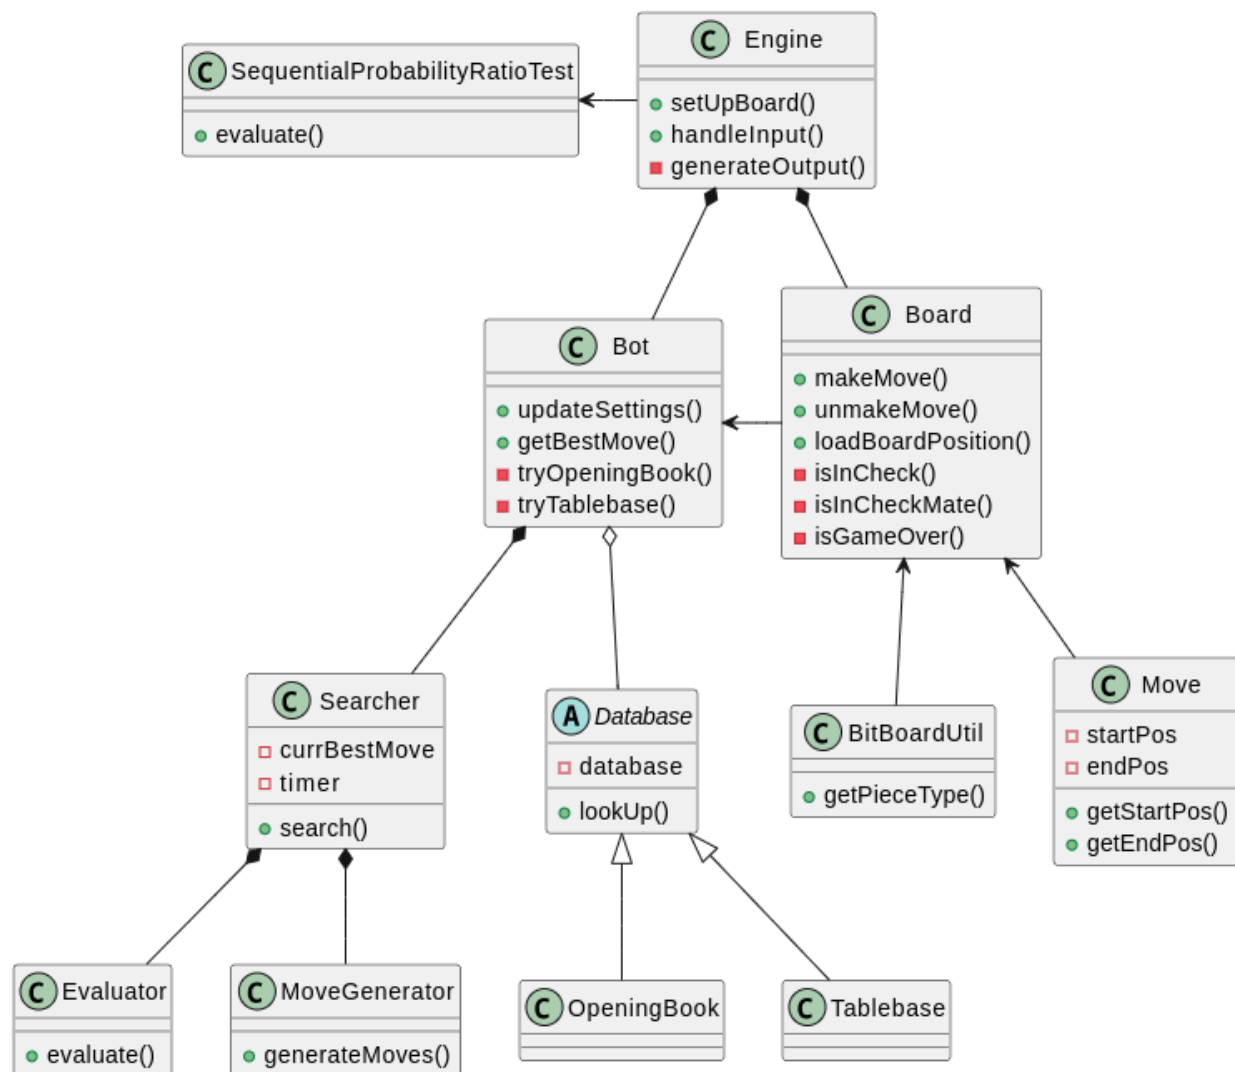 C Engine
setUpBoard()
handleInput()
generateOutput()
C SequentialProbabilityRatioTest
evaluate()
C Bot
updateSettings()
getBestMove()
tryOpeningBook()
tryTablebase()
C Board
makeMove()
unmakeMove()
loadBoardPosition()
isInCheck()
isInCheckMate()
isGameOver()
C Searcher
currBestMove
timer
search()
A Database
database
lookUp()
C BitBoardUtil
getPieceType()
C Move
startPos
endPos
getStartPos()
getEndPos()
C Evaluator
evaluate()
C MoveGenerator
generateMoves()
C OpeningBook
C Tablebase